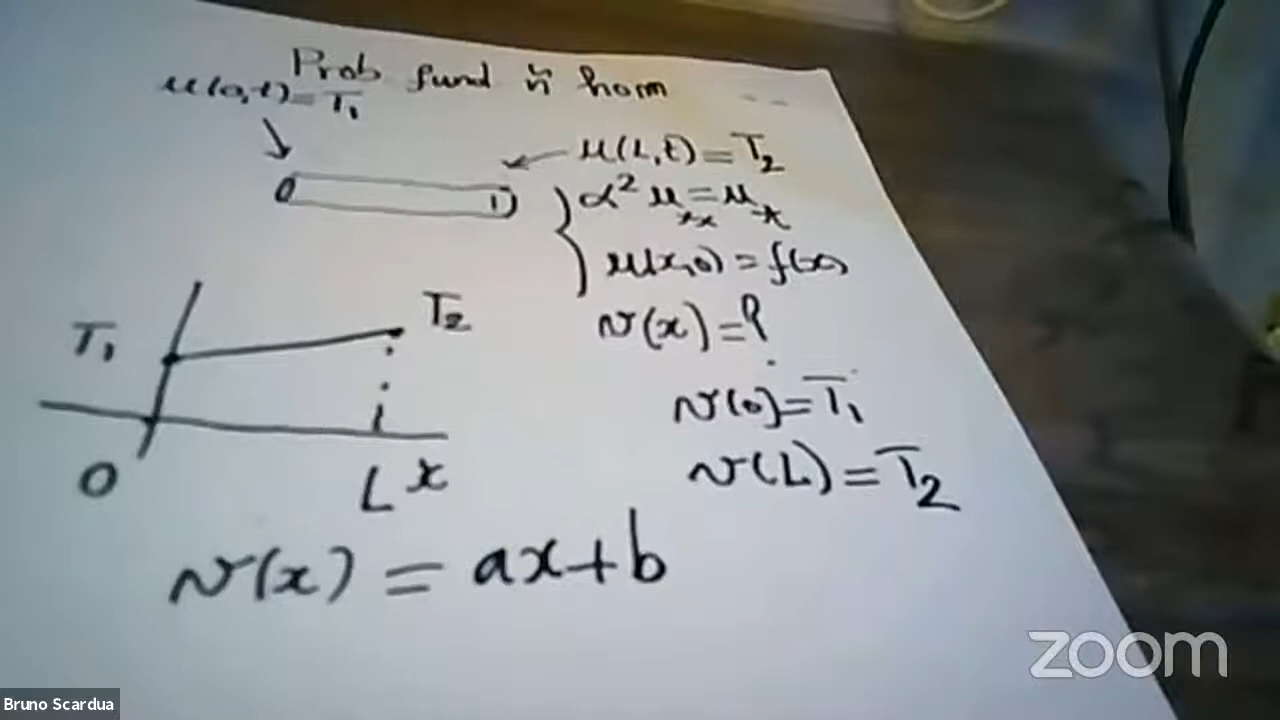 Prob fund ñ hom
u(0,t)=T₁
u(L,t)=T₂
α² uₓₓ=uₜ
u(x,0)=f(x)
v(x)=?
T₁
T₂
v(0)=T₁
v(L)=T₂
0
L x
v(x) = ax+b
zoom
Bruno Scardua